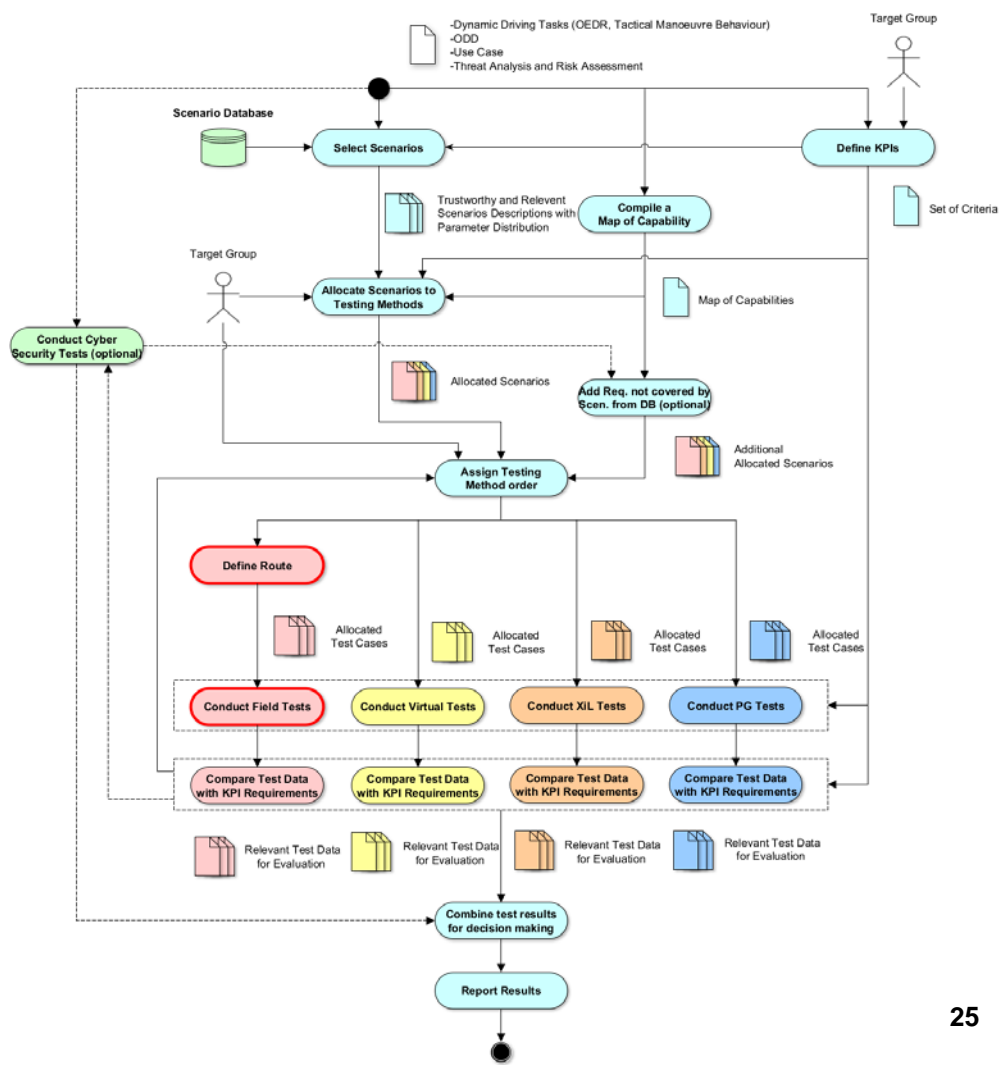 -Dynamic Driving Tasks (OEDR, Tactical Manoeuvre Behaviour)
-ODD
-Use Case
-Threat Analysis and Risk Assessment
Target Group
Scenario Database
Select Scenarios
Define KPIs
Trustworthy and Relevent
Scenarios Descriptions with
Parameter Distribution
Compile a
Map of Capability
Set of Criteria
Target Group
Allocate Scenarios to
Testing Methods
Map of Capabilities
Conduct Cyber
Security Tests (optional)
Allocated Scenarios
Add Req. not covered by
Scen. from DB (optional)
Additional
Allocated Scenarios
Assign Testing
Method order
Define Route
Allocated
Test Cases
Allocated
Test Cases
Allocated
Test Cases
Allocated
Test Cases
Conduct Field Tests
Conduct Virtual Tests
Conduct XiL Tests
Conduct PG Tests
Compare Test Data
with KPI Requirements
Compare Test Data
with KPI Requirements
Compare Test Data
with KPI Requirements
Compare Test Data
with KPI Requirements
Relevant Test Data
for Evaluation
Relevant Test Data
for Evaluation
Relevant Test Data
for Evaluation
Relevant Test Data
for Evaluation
Combine test results
for decision making
Report Results
25